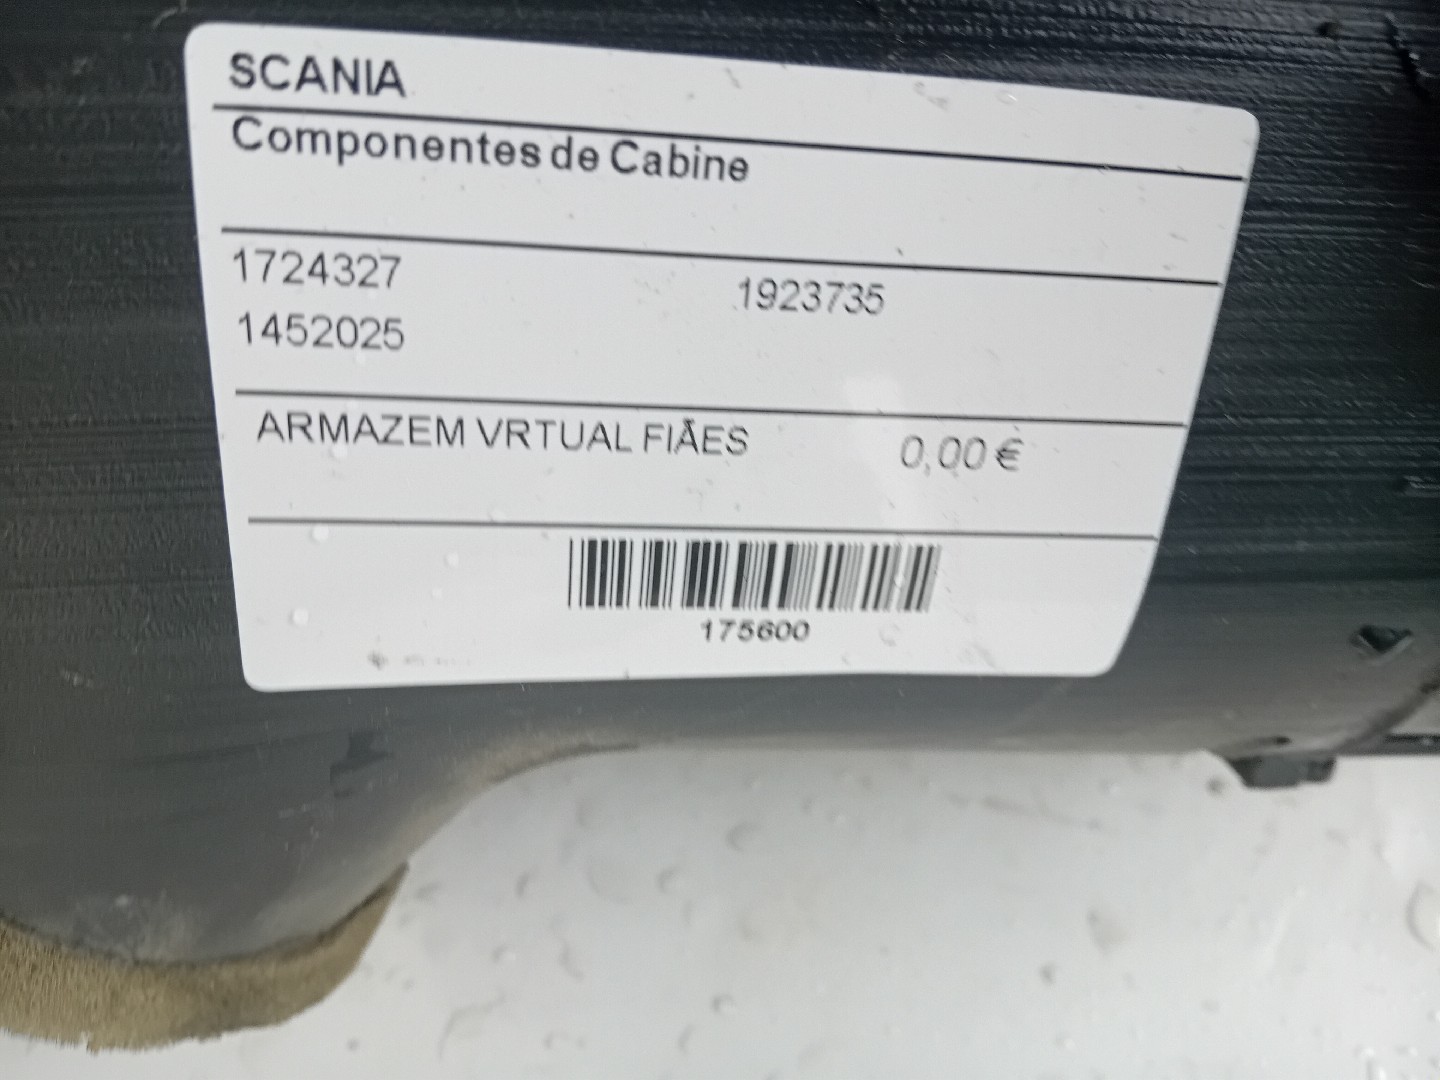 SCANIA
Componentes de Cabine
1724327 1923735
1452025
ARMAZEM VRTUAL FIÃES 0,00 €
175600